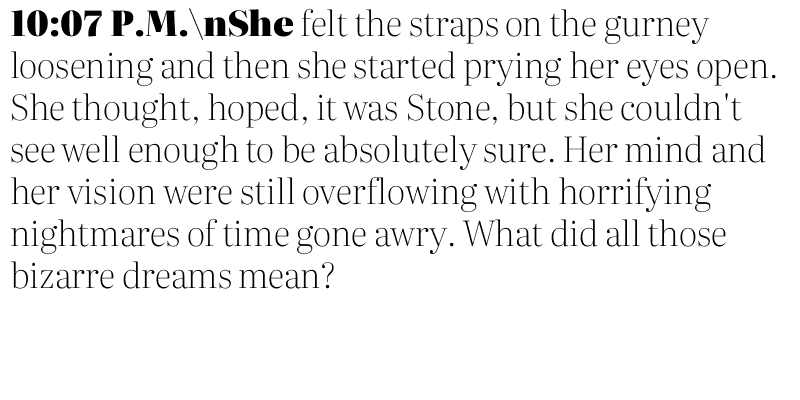 10:07 P.M.\nShe felt the straps on the gurney
loosening and then she started prying her eyes open.
She thought, hoped, it was Stone, but she couldn't
see well enough to be absolutely sure. Her mind and
her vision were still overflowing with horrifying
nightmares of time gone awry. What did all those
bizarre dreams mean?